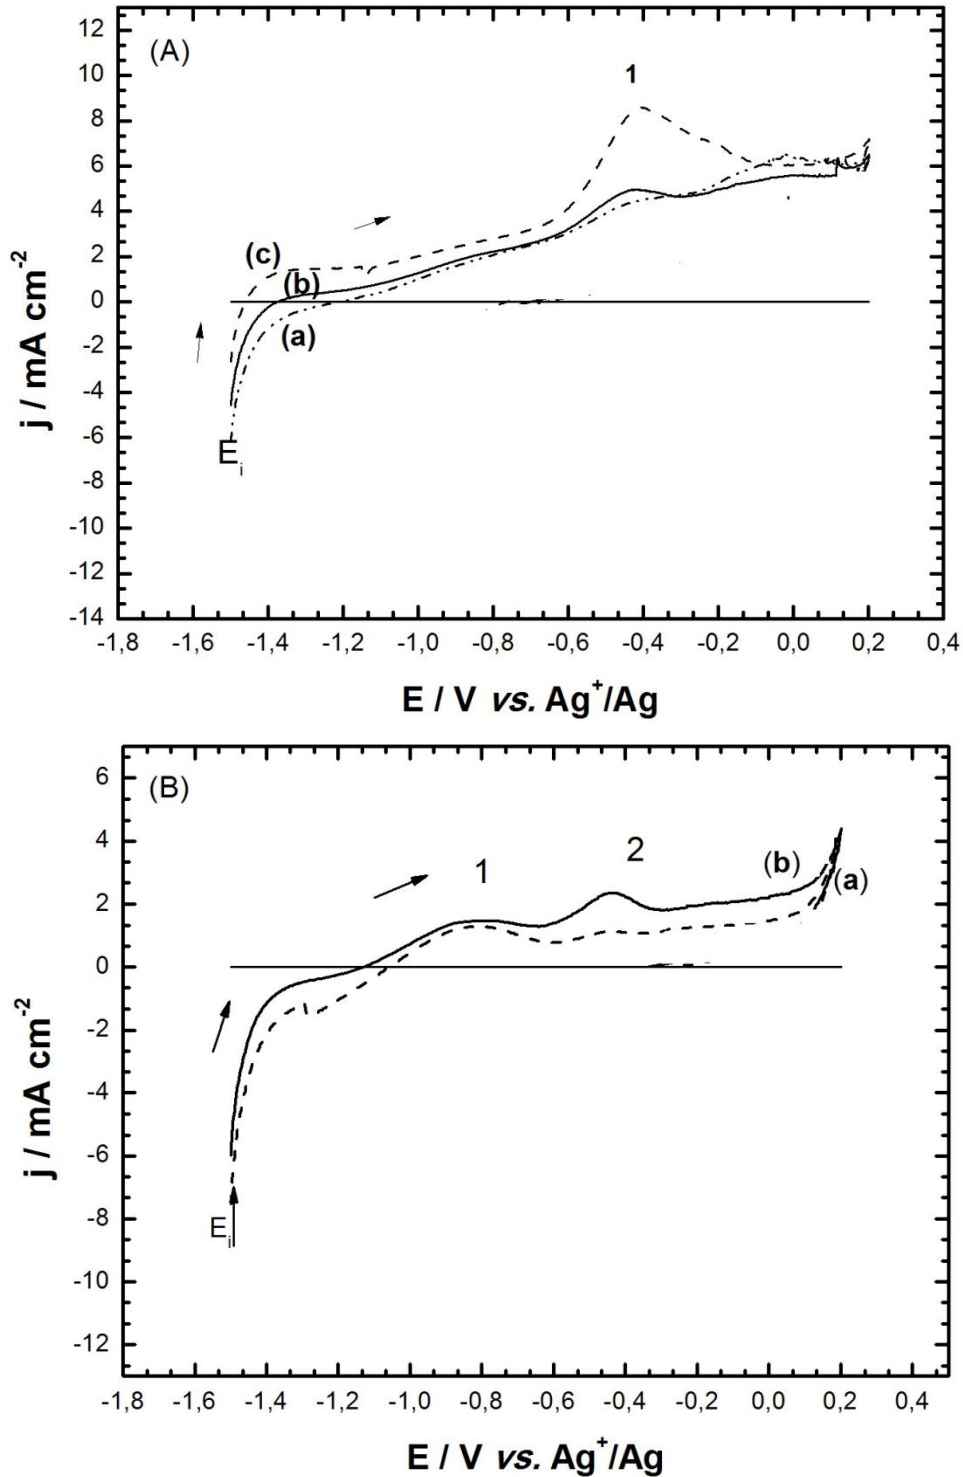 (A)
12
10
8
6
4
2
0
-2
-4
-6
-8
-10
-12
-14
j / mA cm-2
1
(c)
(b)
(a)
Ei
-1,8 -1,6 -1,4 -1,2 -1,0 -0,8 -0,6 -0,4 -0,2 0,0 0,2 0,4
E / V vs. Ag+/Ag
(B)
6
4
2
0
-2
-4
-6
-8
-10
-12
j / mA cm-2
1
2
(b)
(a)
Ei
-1,8 -1,6 -1,4 -1,2 -1,0 -0,8 -0,6 -0,4 -0,2 0,0 0,2 0,4
E / V vs. Ag+/Ag